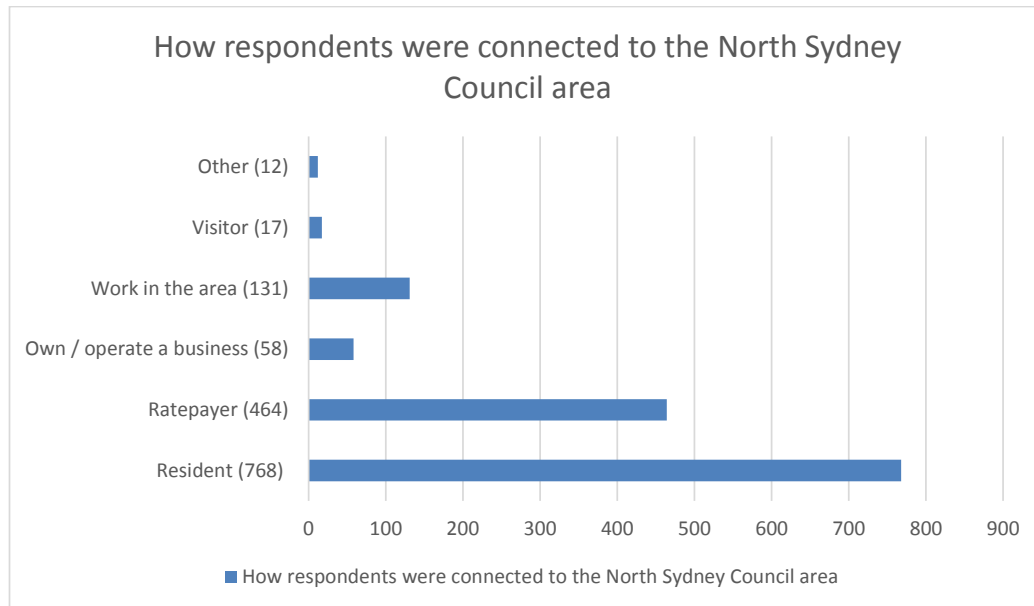 How respondents were connected to the North Sydney
Council area
Other (12)
Visitor (17)
Work in the area (131)
Own / operate a business (58)
Ratepayer (464)
Resident (768)
0 100 200 300 400 500 600 700 800 900
How respondents were connected to the North Sydney Council area